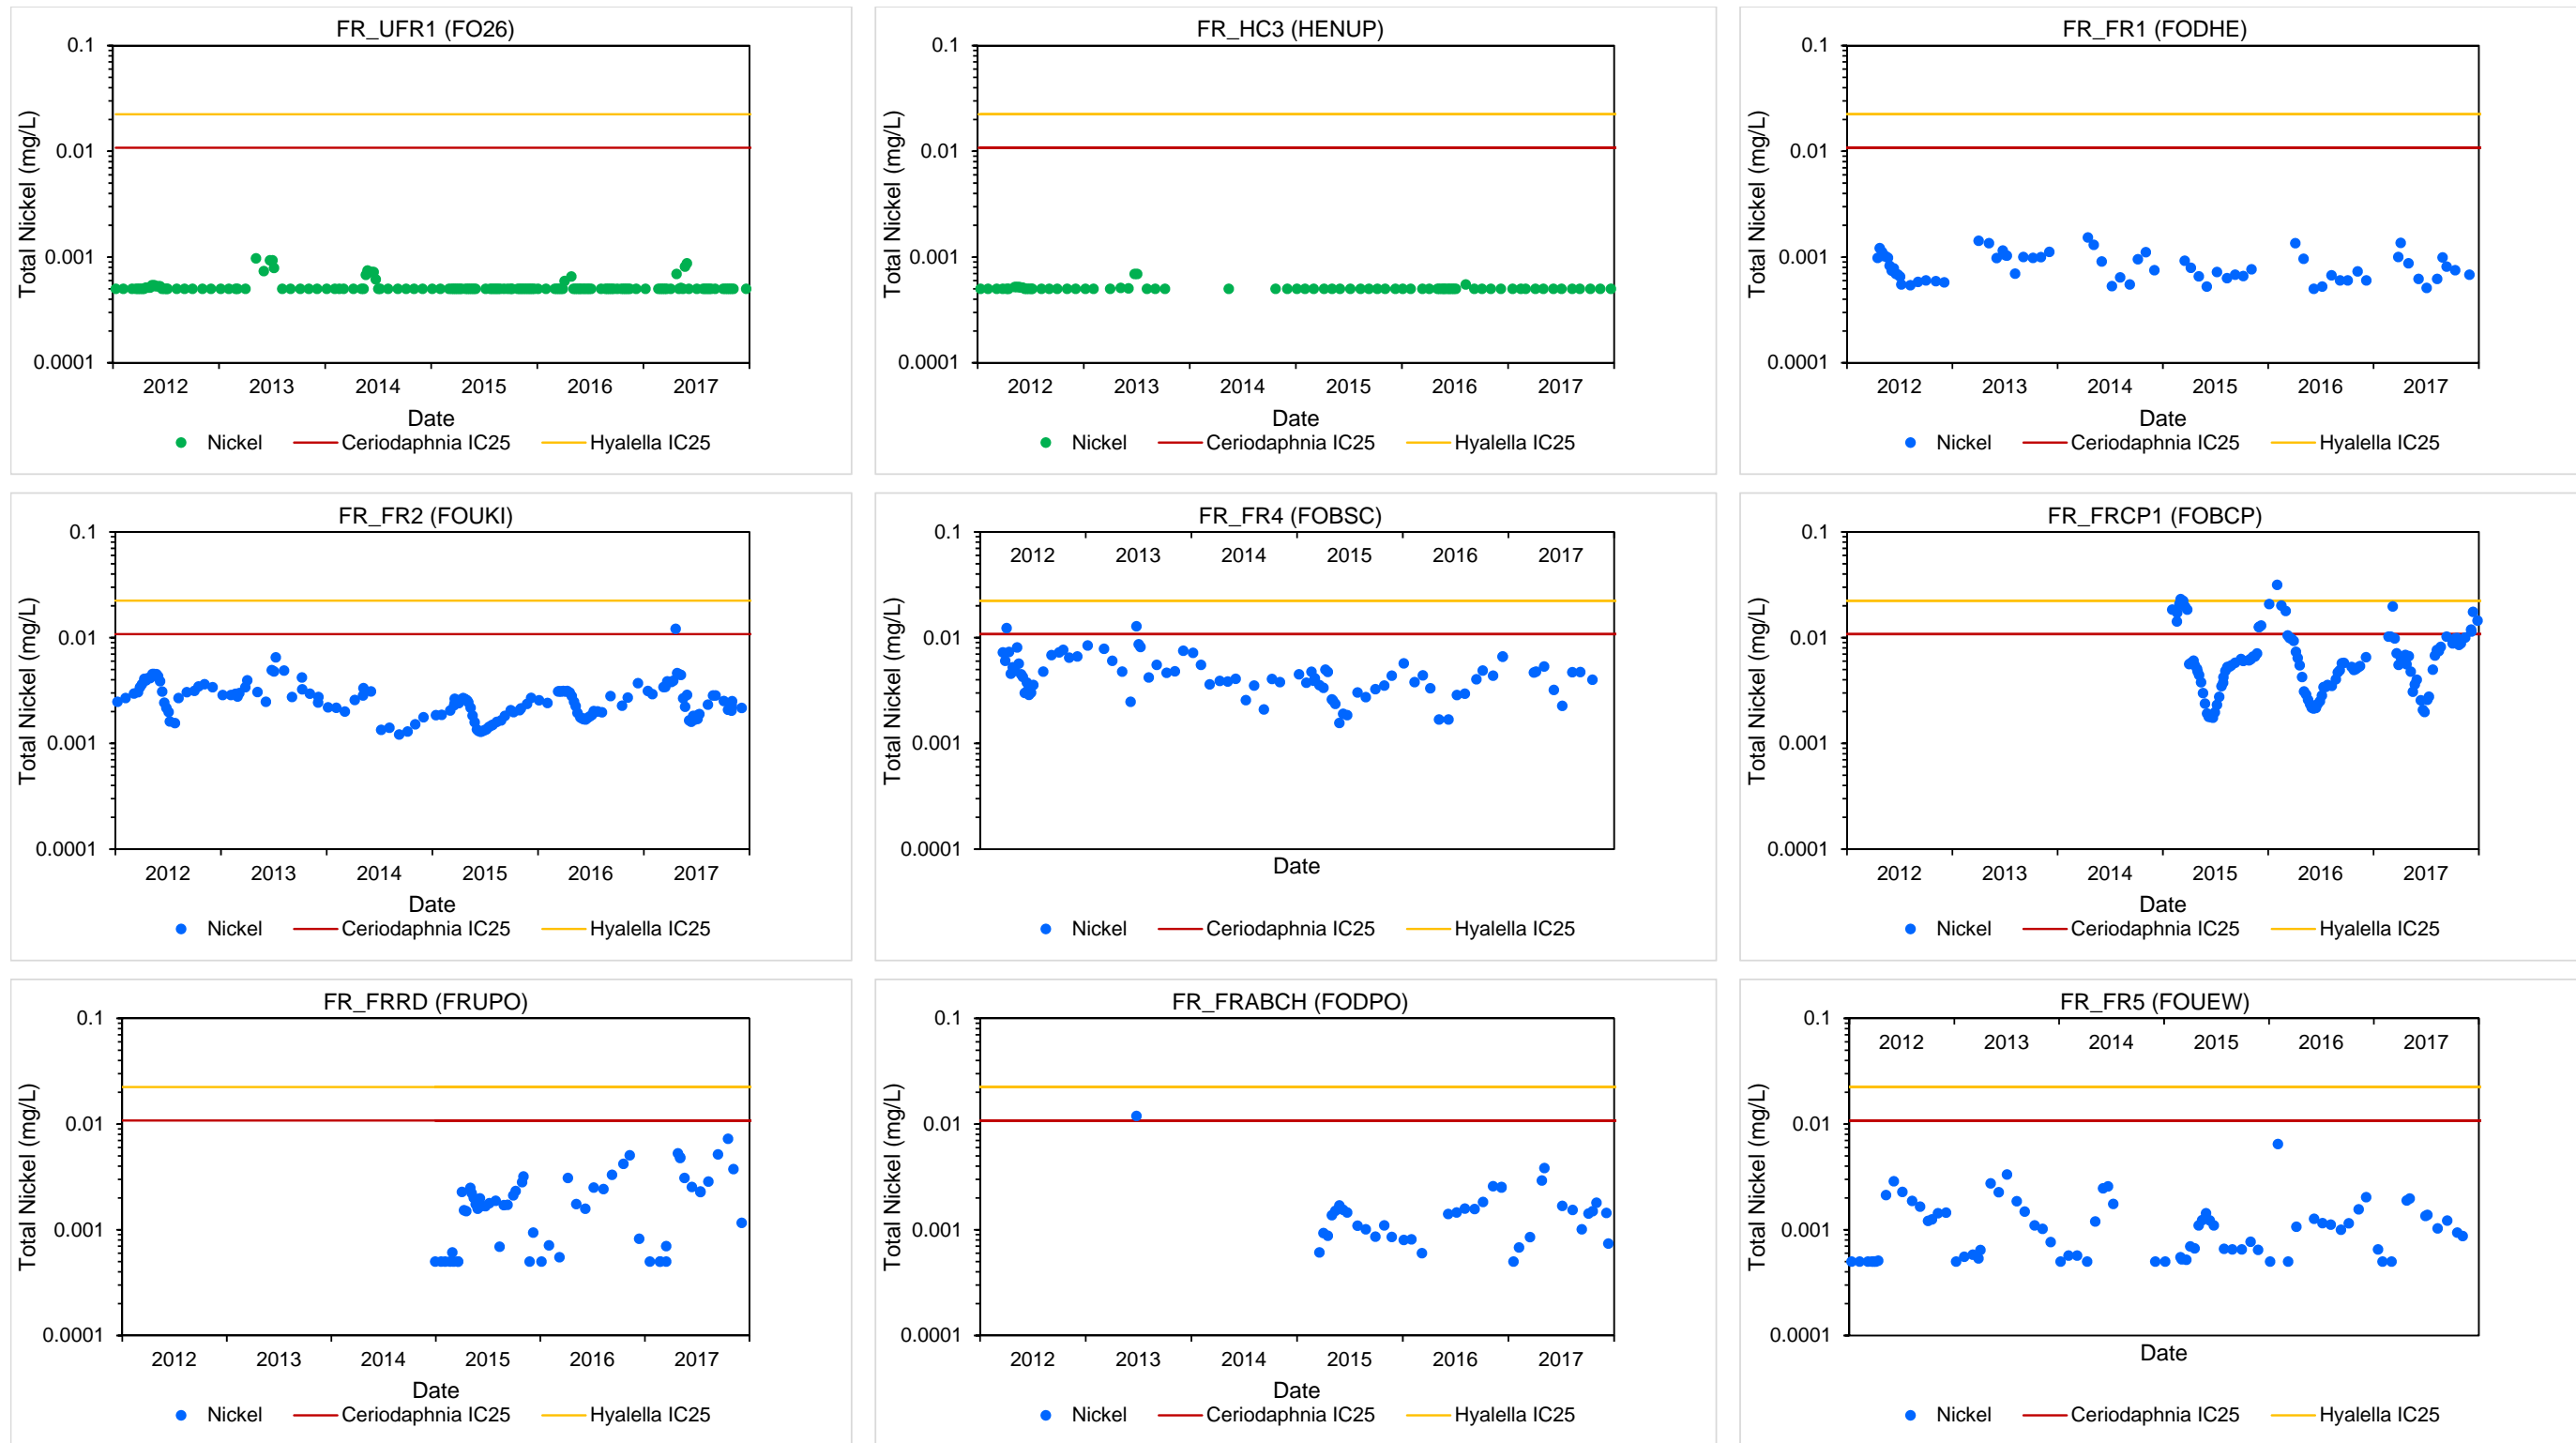 FR_UFR1 (FO26)
0.1
0.01
0.001
0.0001
Total Nickel (mg/L)
2012 2013 2014 2015 2016 2017
Date
Nickel Ceriodaphnia IC25 Hyalella IC25
FR_HC3 (HENUP)
0.1
0.01
0.001
0.0001
Total Nickel (mg/L)
2012 2013 2014 2015 2016 2017
Date
Nickel Ceriodaphnia IC25 Hyalella IC25
FR_FR1 (FODHE)
0.1
0.01
0.001
0.0001
Total Nickel (mg/L)
2012 2013 2014 2015 2016 2017
Date
Nickel Ceriodaphnia IC25 Hyalella IC25
FR_FR2 (FOUKI)
0.1
0.01
0.001
0.0001
Total Nickel (mg/L)
2012 2013 2014 2015 2016 2017
Date
Nickel Ceriodaphnia IC25 Hyalella IC25
FR_FR4 (FOBSC)
0.1
2012 2013 2014 2015 2016 2017
0.01
0.001
0.0001
Total Nickel (mg/L)
Date
Nickel Ceriodaphnia IC25 Hyalella IC25
FR_FRCP1 (FOBCP)
0.1
0.01
0.001
0.0001
Total Nickel (mg/L)
2012 2013 2014 2015 2016 2017
Date
Nickel Ceriodaphnia IC25 Hyalella IC25
FR_FRRD (FRUPO)
0.1
0.01
0.001
0.0001
Total Nickel (mg/L)
2012 2013 2014 2015 2016 2017
Date
Nickel Ceriodaphnia IC25 Hyalella IC25
FR_FRABCH (FODPO)
0.1
0.01
0.001
0.0001
Total Nickel (mg/L)
2012 2013 2014 2015 2016 2017
Date
Nickel Ceriodaphnia IC25 Hyalella IC25
FR_FR5 (FOUEW)
0.1
2012 2013 2014 2015 2016 2017
0.01
0.001
0.0001
Total Nickel (mg/L)
Date
Nickel Ceriodaphnia IC25 Hyalella IC25